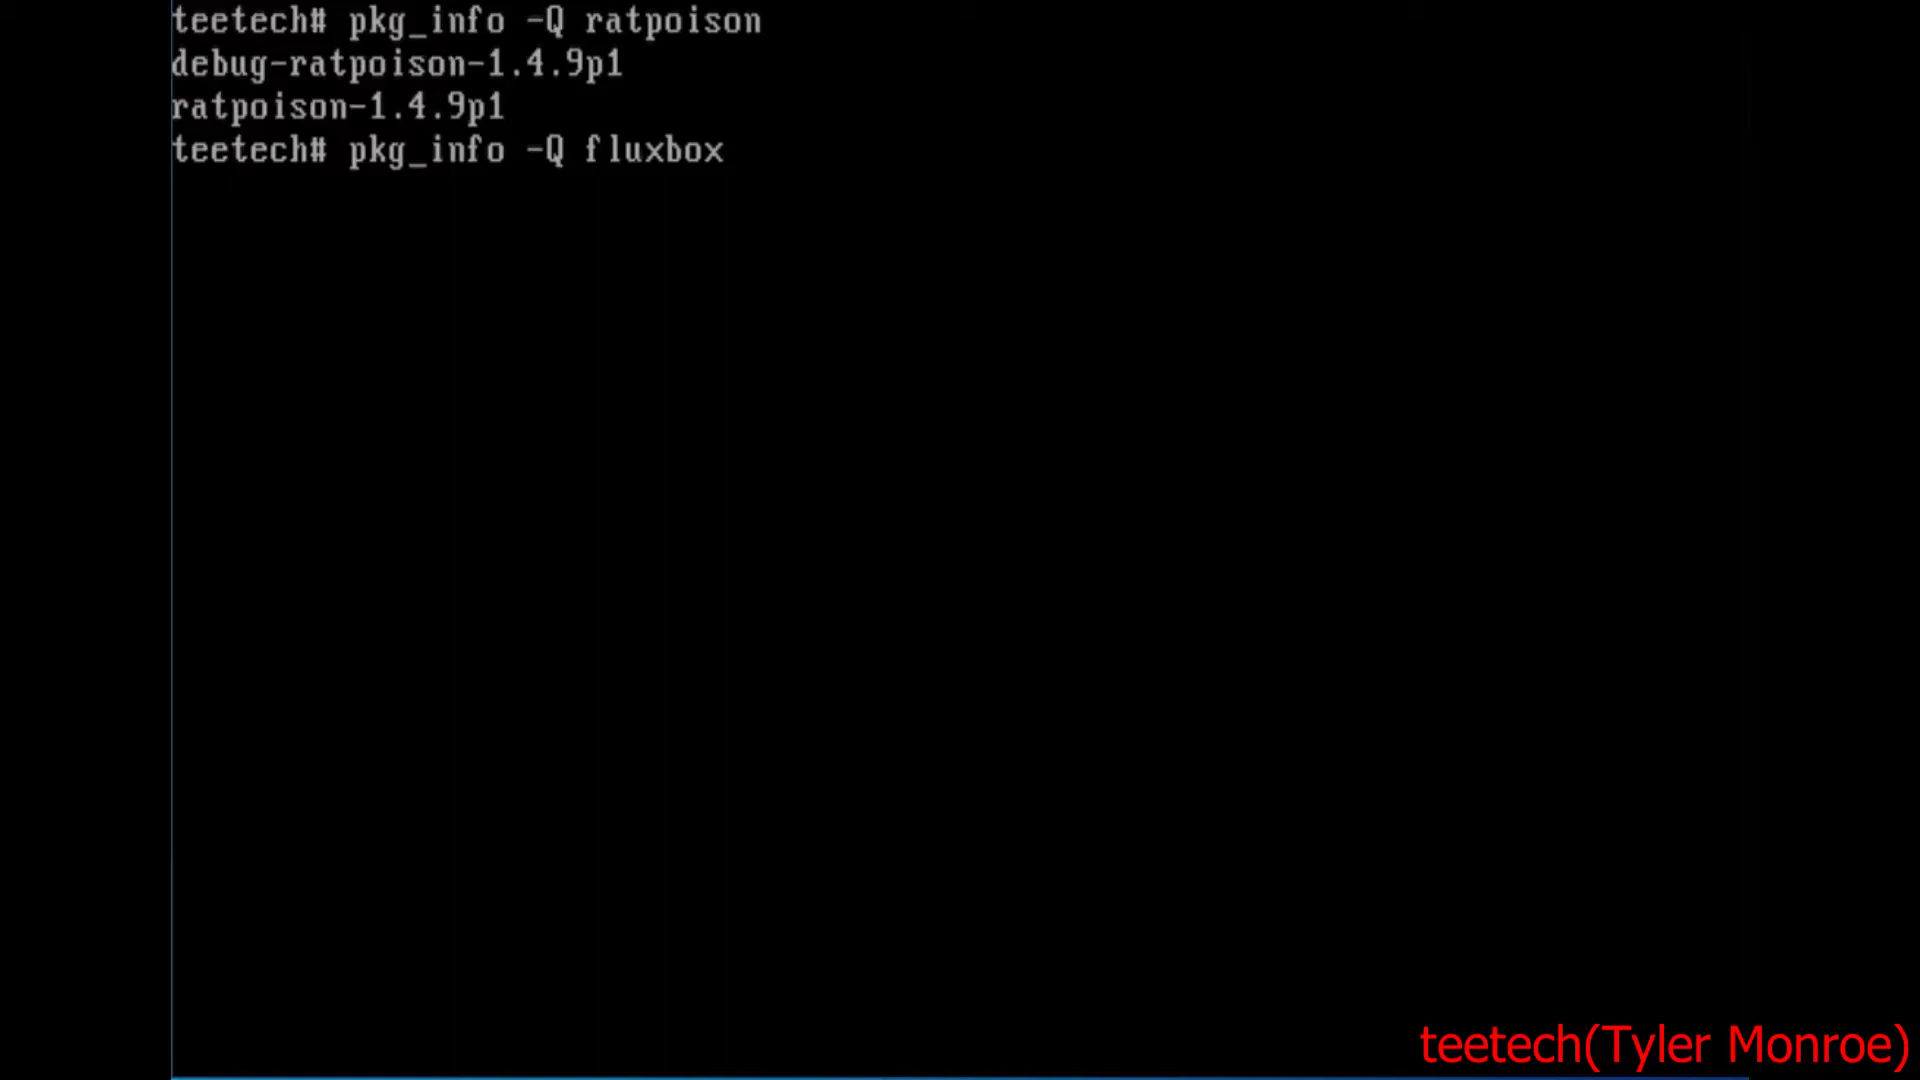 teetech# pkg_info -Q ratpoison
debug-ratpoison-1.4.9p1
ratpoison-1.4.9p1
teetech# pkg_info -Q fluxbox
teetech(Tyler Monroe)